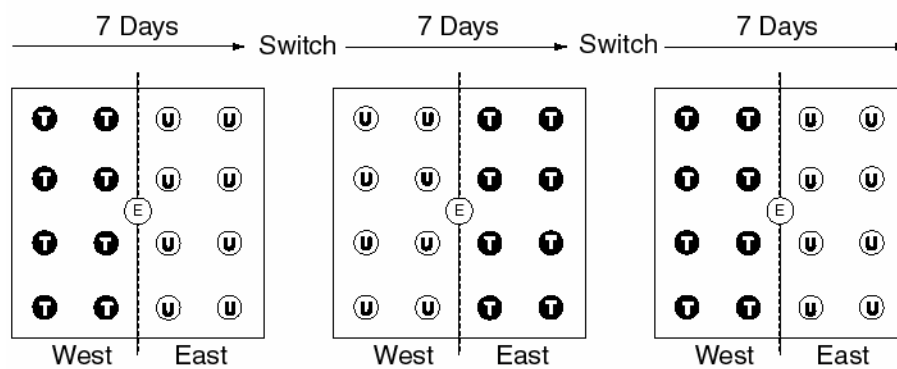 7 Days Switch 7 Days Switch 7 Days
T T U U U U T T T T U U
T T U U U U T T T T U U
E E E
T T U U U U T T T T U U
T T U U U U T T T T U U
West East West East West East